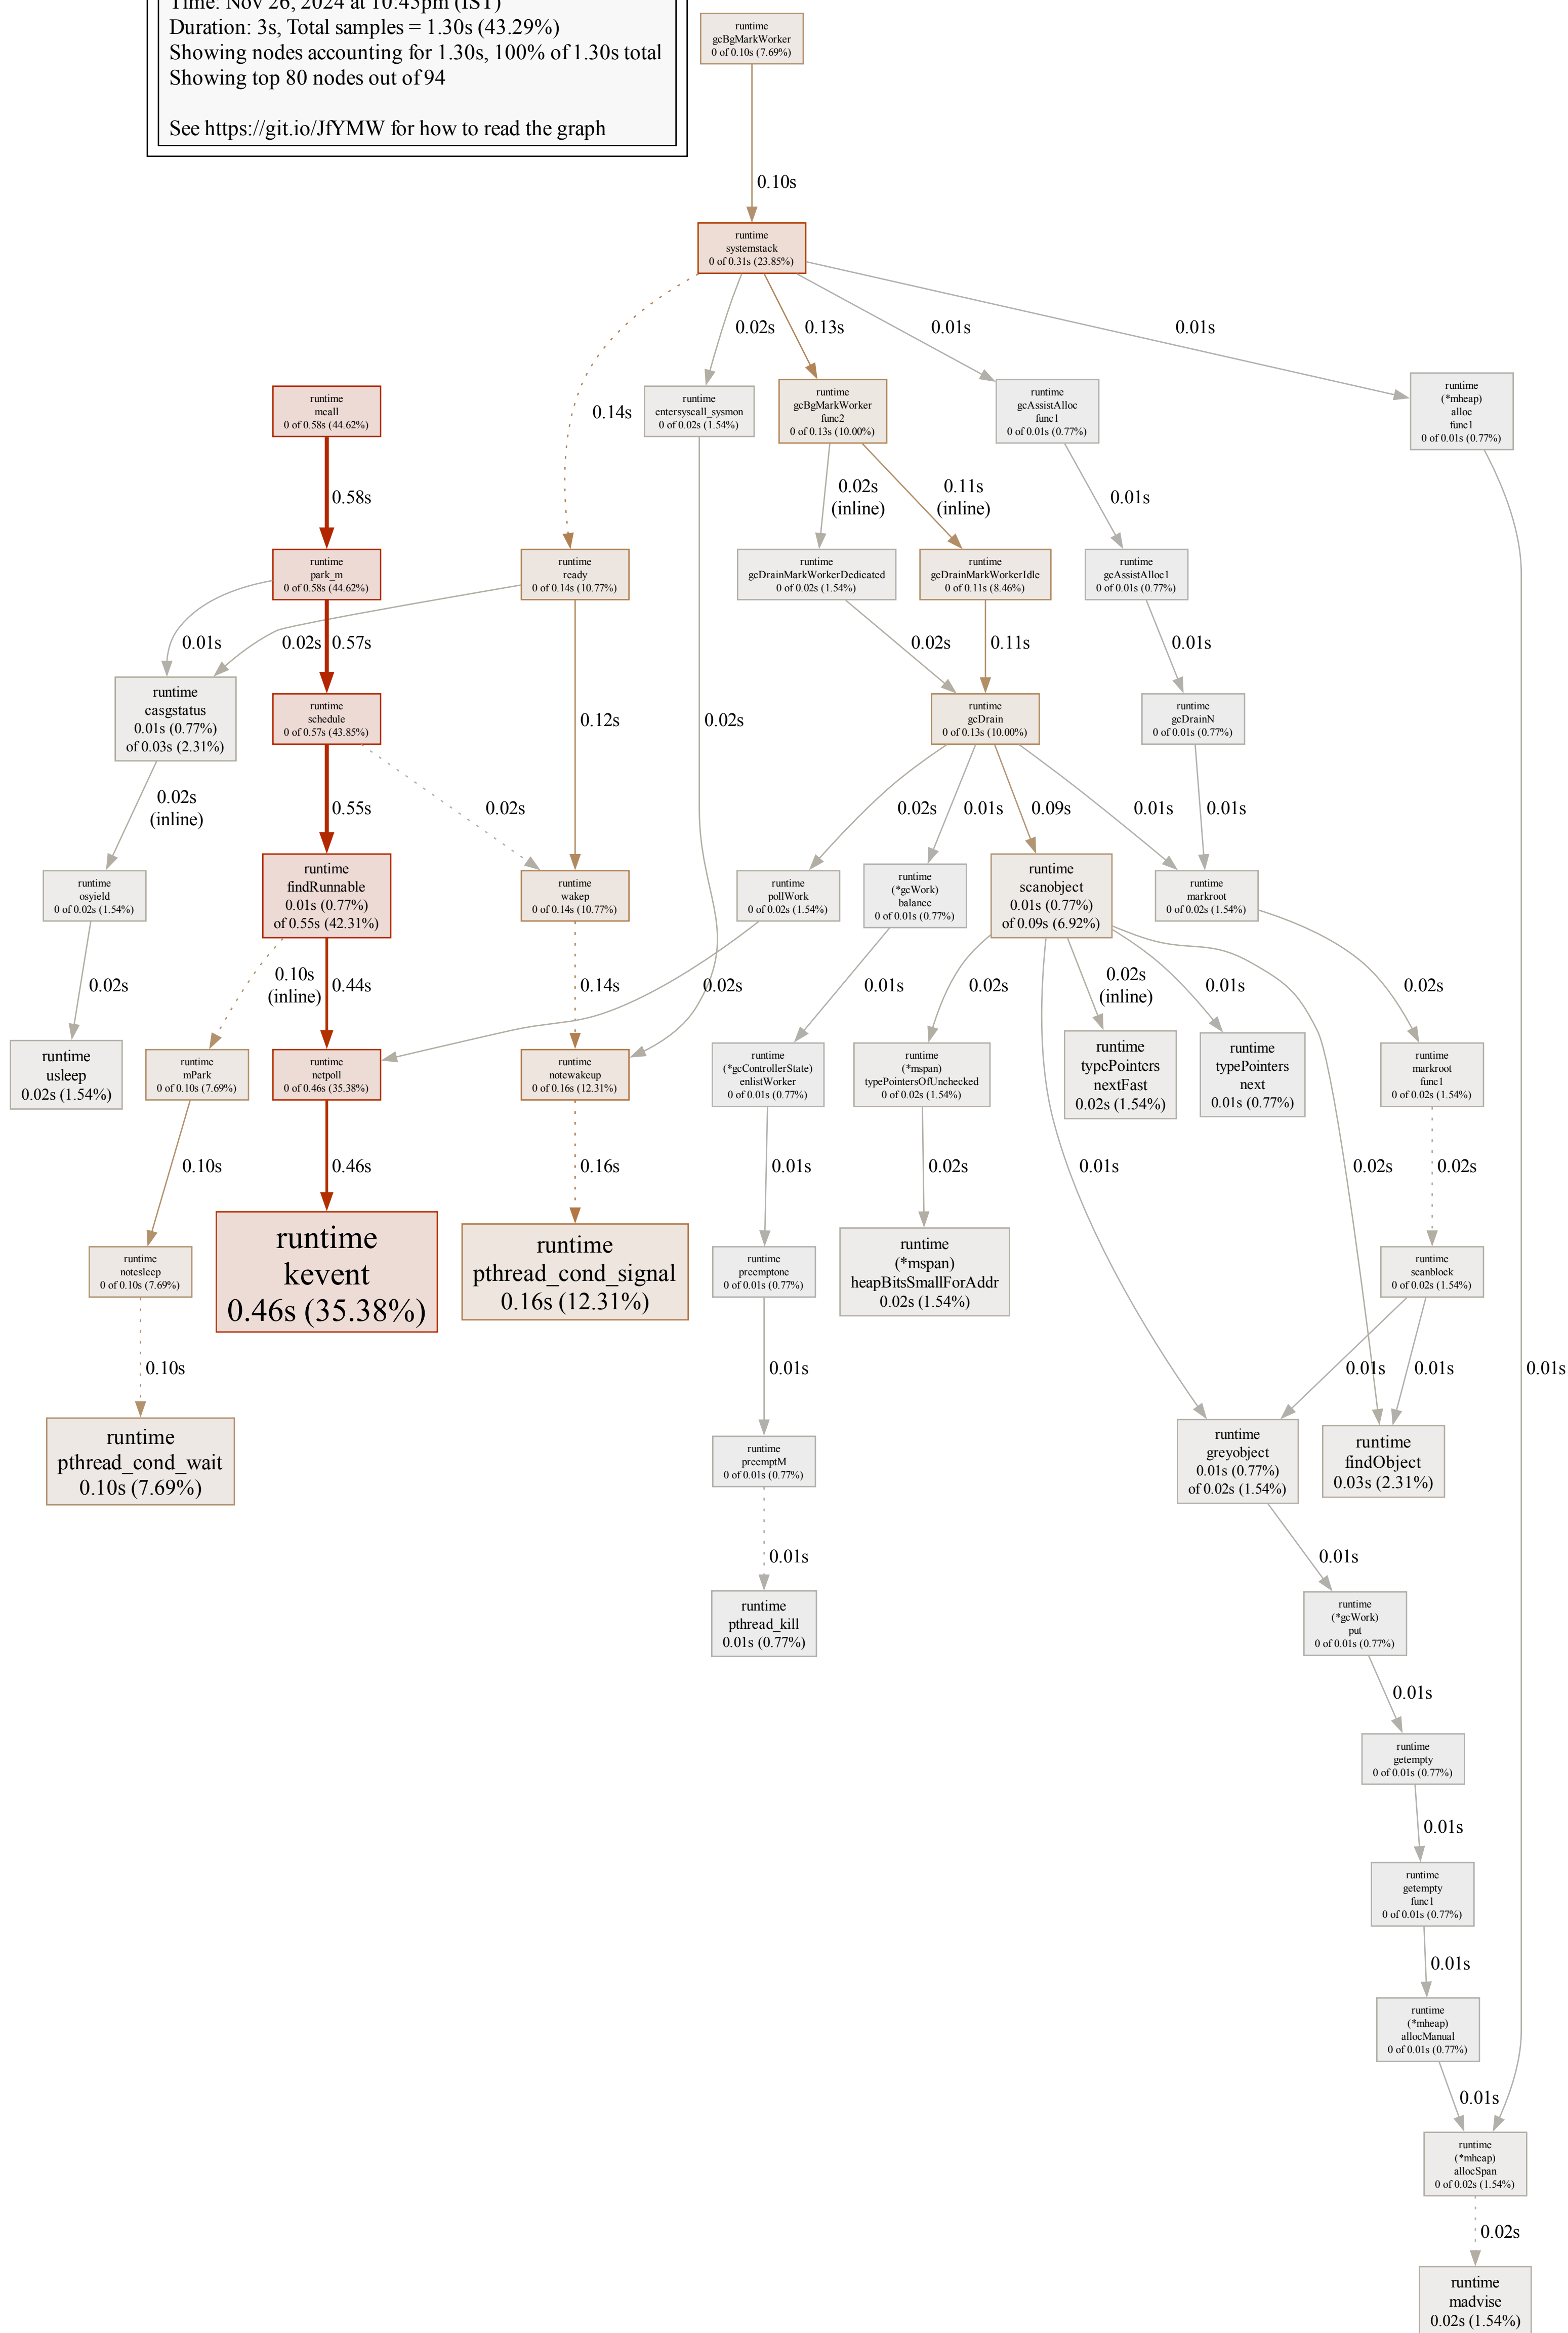 Time: Nov 26, 2024 at 10:45pm (IST)
Duration: 3s, Total samples = 1.30s (43.29%)
Showing nodes accounting for 1.30s, 100% of 1.30s total
Showing top 80 nodes out of 94
See https://git.io/JfYMW for how to read the graph
runtime
gcBgMarkWorker
0 of 0.10s (7.69%)
0.10s
runtime
systemstack
0 of 0.31s (23.85%)
0.14s
0.02s
0.13s
0.01s
0.01s
runtime
mcall
0 of 0.58s (44.62%)
runtime
entersyscall_sysmon
0 of 0.02s (1.54%)
runtime
gcBgMarkWorker
func2
0 of 0.13s (10.00%)
runtime
gcAssistAlloc
func1
0 of 0.01s (0.77%)
runtime
(*mheap)
alloc
func1
0 of 0.01s (0.77%)
0.58s
0.02s
(inline)
0.11s
(inline)
0.01s
runtime
park_m
0 of 0.58s (44.62%)
runtime
ready
0 of 0.14s (10.77%)
runtime
gcDrainMarkWorkerDedicated
0 of 0.02s (1.54%)
runtime
gcDrainMarkWorkerIdle
0 of 0.11s (8.46%)
runtime
gcAssistAlloc1
0 of 0.01s (0.77%)
0.01s
0.02s
0.57s
0.02s
0.11s
0.01s
runtime
casgstatus
0.01s (0.77%)
of 0.03s (2.31%)
runtime
schedule
0 of 0.57s (43.85%)
0.12s
0.02s
runtime
gcDrain
0 of 0.13s (10.00%)
runtime
gcDrainN
0 of 0.01s (0.77%)
0.02s
(inline)
0.55s
0.02s
0.02s
0.01s
0.09s
0.01s
0.01s
runtime
osyield
0 of 0.02s (1.54%)
runtime
findRunnable
0.01s (0.77%)
of 0.55s (42.31%)
runtime
wakep
0 of 0.14s (10.77%)
runtime
pollWork
0 of 0.02s (1.54%)
runtime
(*gcWork)
balance
0 of 0.01s (0.77%)
runtime
scanobject
0.01s (0.77%)
of 0.09s (6.92%)
runtime
markroot
0 of 0.02s (1.54%)
0.02s
0.10s
(inline)
0.44s
0.14s
0.02s
0.01s
0.02s
0.02s
(inline)
0.01s
0.02s
runtime
usleep
0.02s (1.54%)
runtime
mPark
0 of 0.10s (7.69%)
runtime
netpoll
0 of 0.46s (35.38%)
runtime
notewakeup
0 of 0.16s (12.31%)
runtime
(*gcControllerState)
enlistWorker
0 of 0.01s (0.77%)
runtime
(*mspan)
typePointersOfUnchecked
0 of 0.02s (1.54%)
runtime
typePointers
nextFast
0.02s (1.54%)
runtime
typePointers
next
0.01s (0.77%)
runtime
markroot
func1
0 of 0.02s (1.54%)
0.10s
0.46s
0.16s
0.01s
0.02s
0.01s
0.02s
0.02s
runtime
notesleep
0 of 0.10s (7.69%)
runtime
kevent
0.46s (35.38%)
runtime
pthread_cond_signal
0.16s (12.31%)
runtime
preemptone
0 of 0.01s (0.77%)
runtime
(*mspan)
heapBitsSmallForAddr
0.02s (1.54%)
runtime
scanblock
0 of 0.02s (1.54%)
0.10s
0.01s
0.01s
0.01s
0.01s
runtime
pthread_cond_wait
0.10s (7.69%)
runtime
preemptM
0 of 0.01s (0.77%)
runtime
greyobject
0.01s (0.77%)
of 0.02s (1.54%)
runtime
findObject
0.03s (2.31%)
0.01s
0.01s
runtime
pthread_kill
0.01s (0.77%)
runtime
(*gcWork)
put
0 of 0.01s (0.77%)
0.01s
runtime
getempty
0 of 0.01s (0.77%)
0.01s
runtime
getempty
func1
0 of 0.01s (0.77%)
0.01s
runtime
(*mheap)
allocManual
0 of 0.01s (0.77%)
0.01s
runtime
(*mheap)
allocSpan
0 of 0.02s (1.54%)
0.02s
runtime
madvise
0.02s (1.54%)